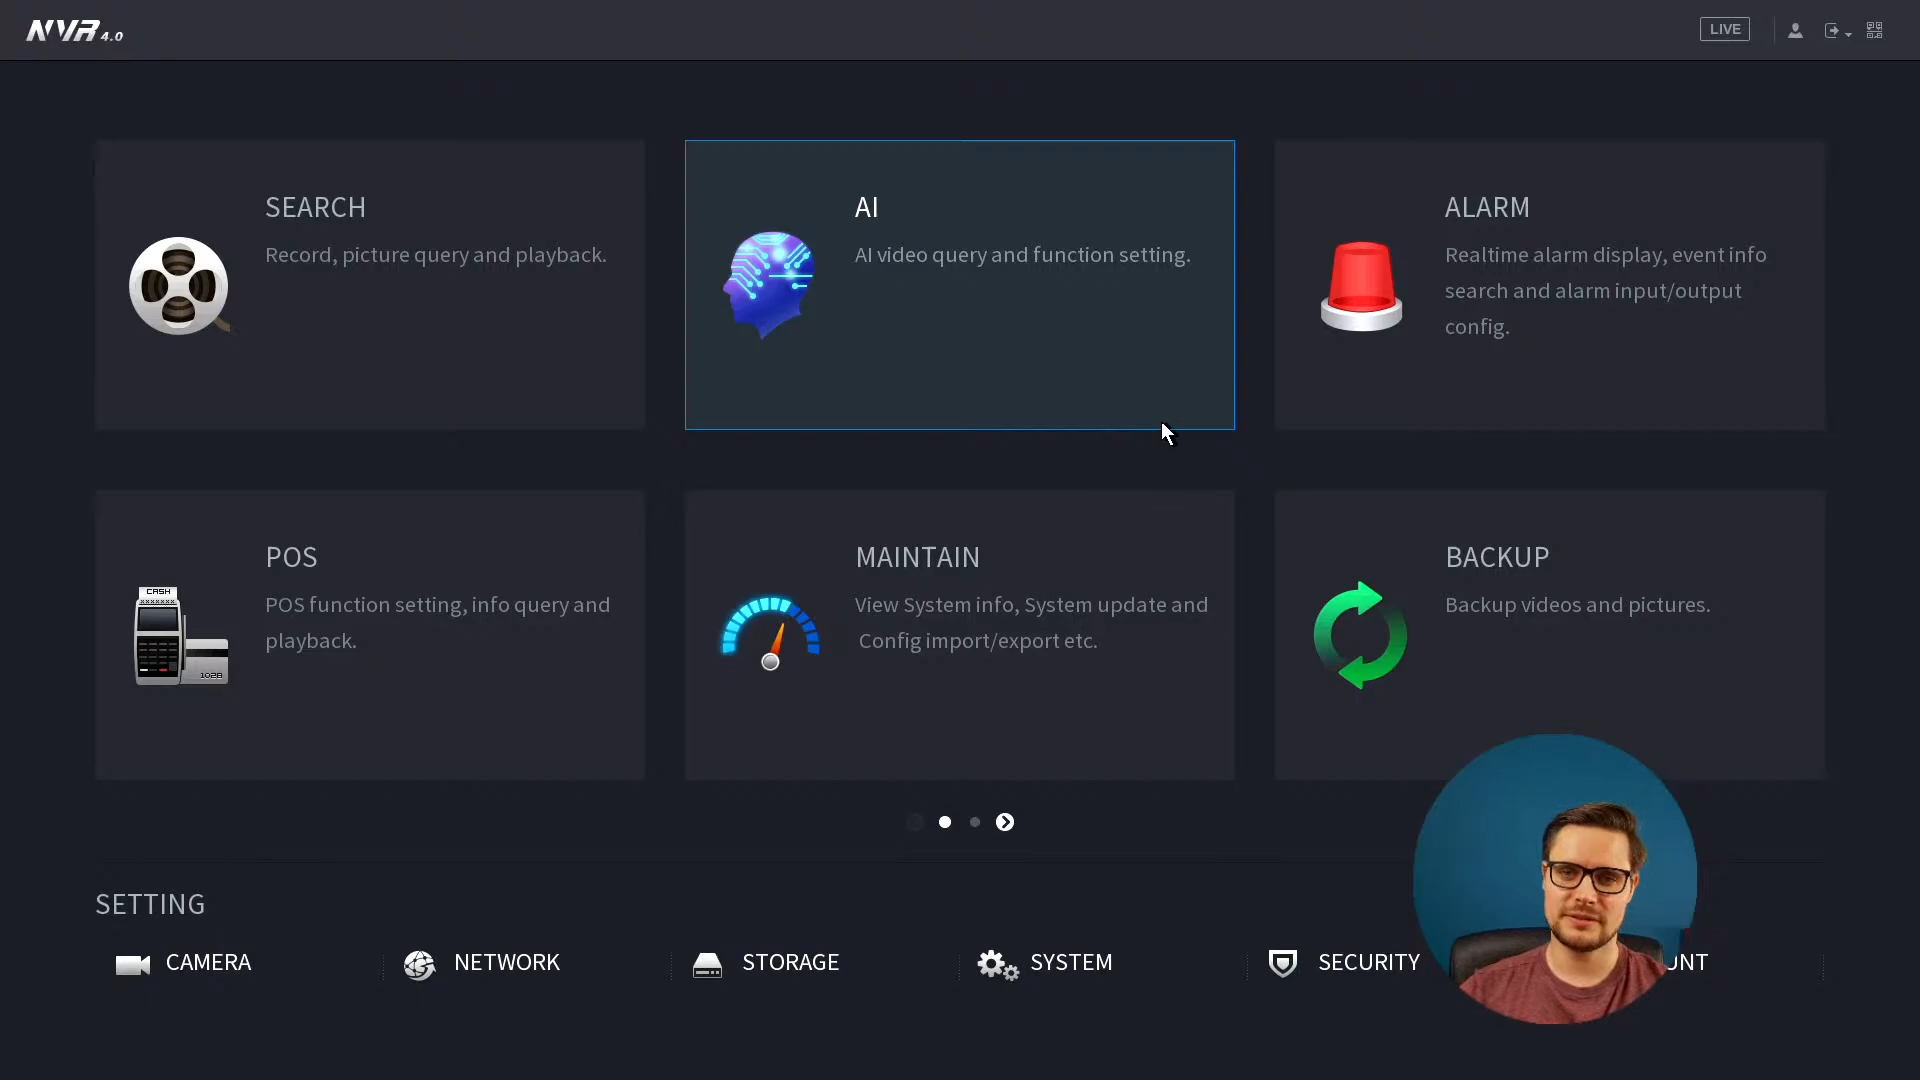 NVR 4.0
LIVE
SEARCH
Record, picture query and playback.
AI
AI video query and function setting.
ALARM
Realtime alarm display, event info
search and alarm input/output
config.
POS
POS function setting, info query and
playback.
CASH
XXXXXX
1028
MAINTAIN
View System info, System update and
Config import/export etc.
BACKUP
Backup videos and pictures.
SETTING
CAMERA
NETWORK
STORAGE
SYSTEM
SECURITY
UNT